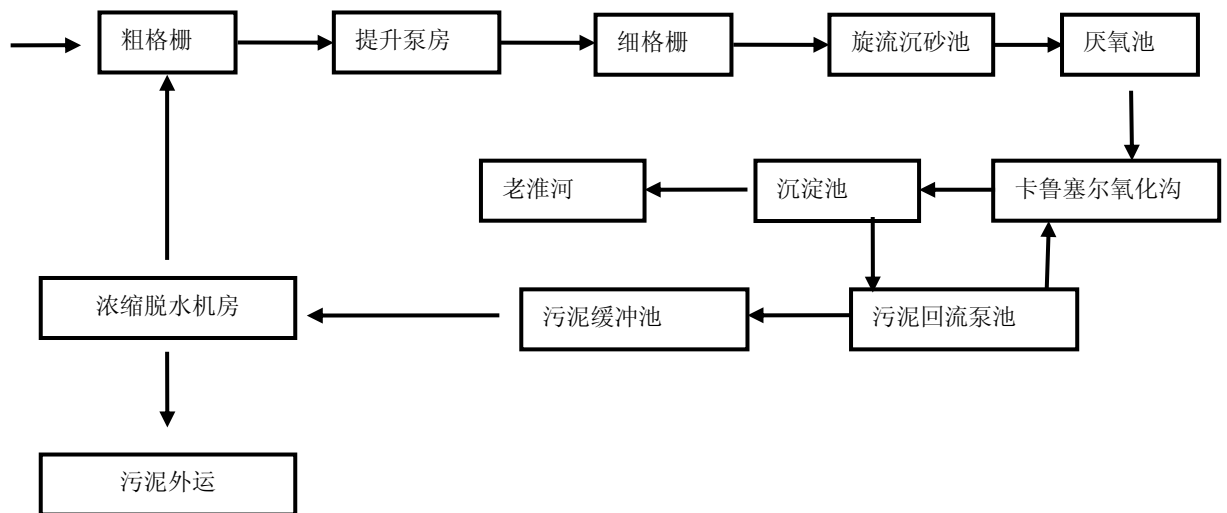 粗格栅
提升泵房
细格栅
旋流沉砂池
厌氧池
老淮河
沉淀池
卡鲁塞尔氧化沟
浓缩脱水机房
污泥缓冲池
污泥回流泵池
污泥外运